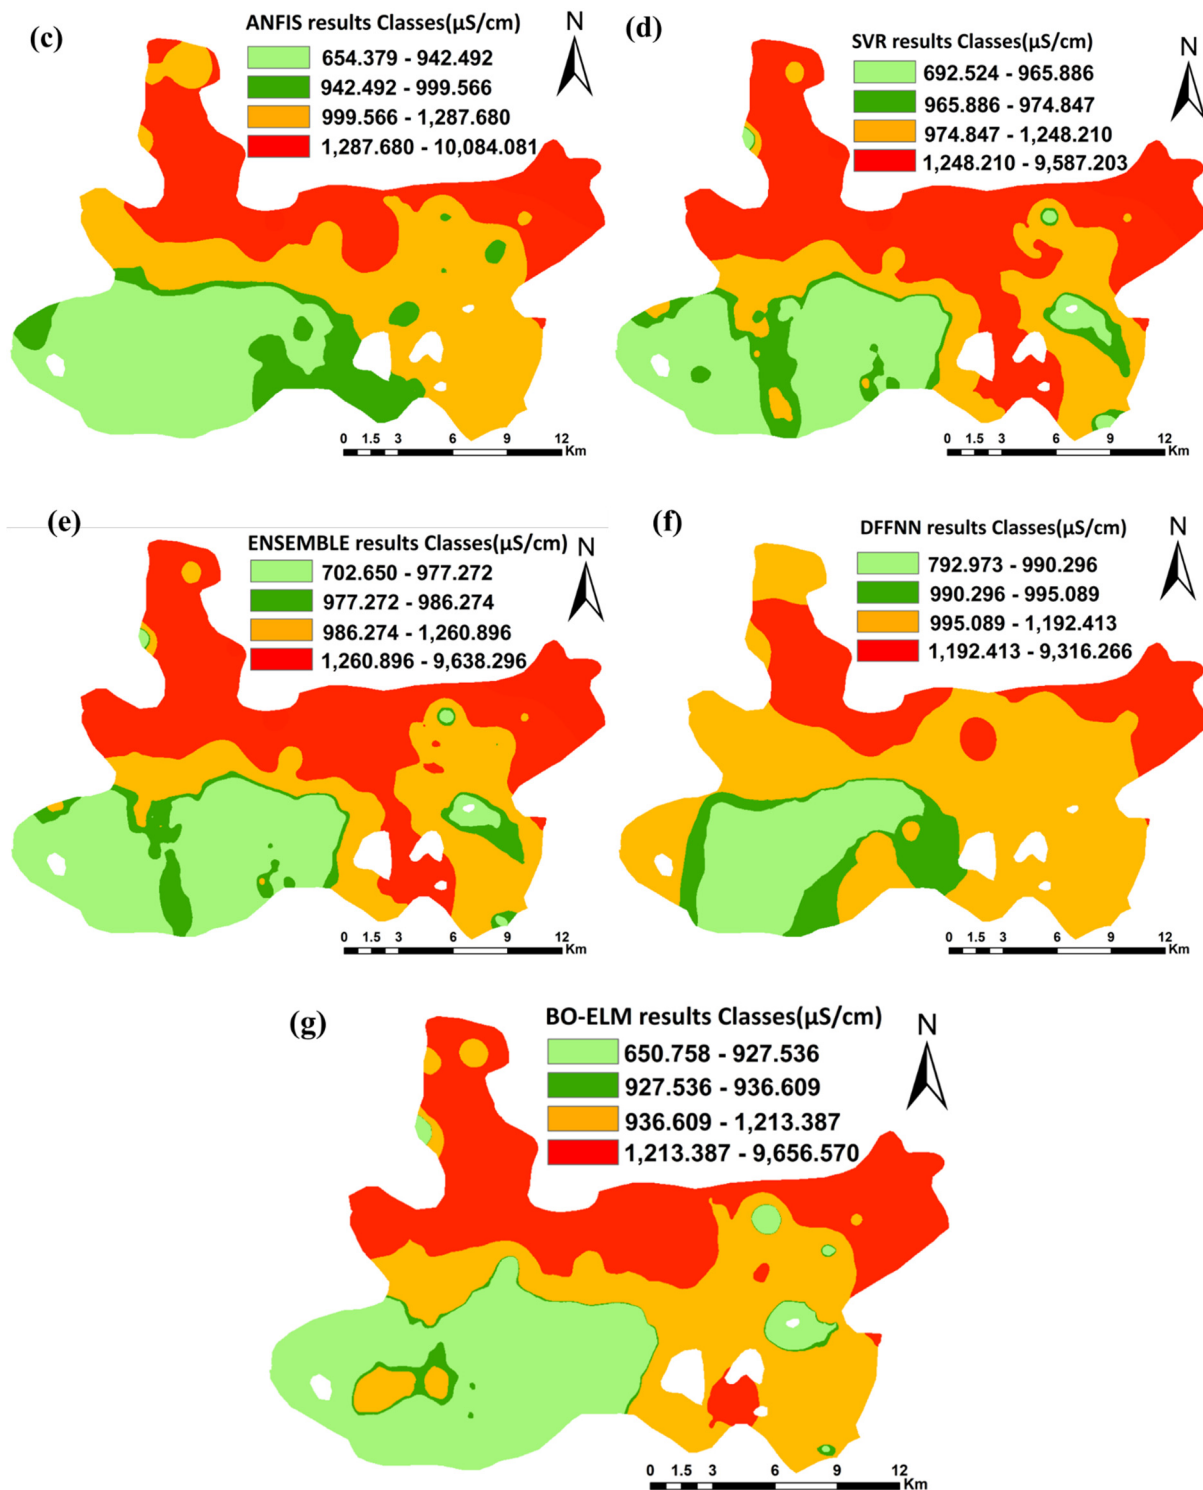 (c)
ANFIS results Classes(µS/cm)
654.379 - 942.492
942.492 - 999.566
999.566 - 1,287.680
1,287.680 - 10,084.081
N
0 1.5 3 6 9 12
Km
(d)
SVR results Classes(µS/cm)
692.524 - 965.886
965.886 - 974.847
974.847 - 1,248.210
1,248.210 - 9,587.203
N
0 1.5 3 6 9 12
Km
(e)
ENSEMBLE results Classes(µS/cm)
702.650 - 977.272
977.272 - 986.274
986.274 - 1,260.896
1,260.896 - 9,638.296
N
0 1.5 3 6 9 12
Km
(f)
DFFNN results Classes(µS/cm)
792.973 - 990.296
990.296 - 995.089
995.089 - 1,192.413
1,192.413 - 9,316.266
N
0 1.5 3 6 9 12
Km
(g)
BO-ELM results Classes(µS/cm)
650.758 - 927.536
927.536 - 936.609
936.609 - 1,213.387
1,213.387 - 9,656.570
N
0 1.5 3 6 9 12
Km